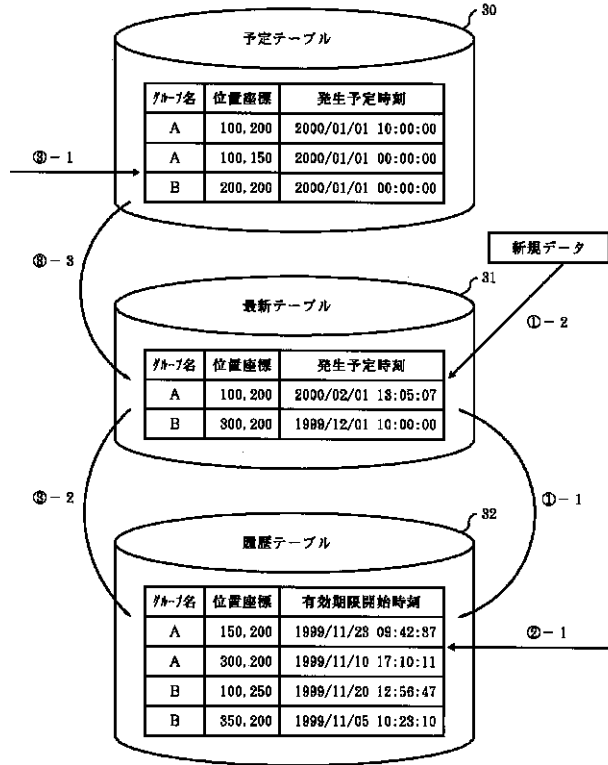 30
予定テーブル
グループ名 位置座標 発生予定時刻
A 100,200 2000/01/01 10:00:00
A 100,150 2000/01/01 00:00:00
B 200,200 2000/01/01 00:00:00
③-1
③-3
新規データ
31
最新テーブル
①-2
グループ名 位置座標 発生予定時刻
A 100,200 2000/02/01 13:05:07
B 300,200 1999/12/01 10:00:00
③-2
①-1
32
履歴テーブル
グループ名 位置座標 有効期限開始時刻
A 150,200 1999/11/23 09:42:37
A 300,200 1999/11/10 17:10:11
B 100,250 1999/11/20 12:56:47
B 350,200 1999/11/05 10:23:10
②-1